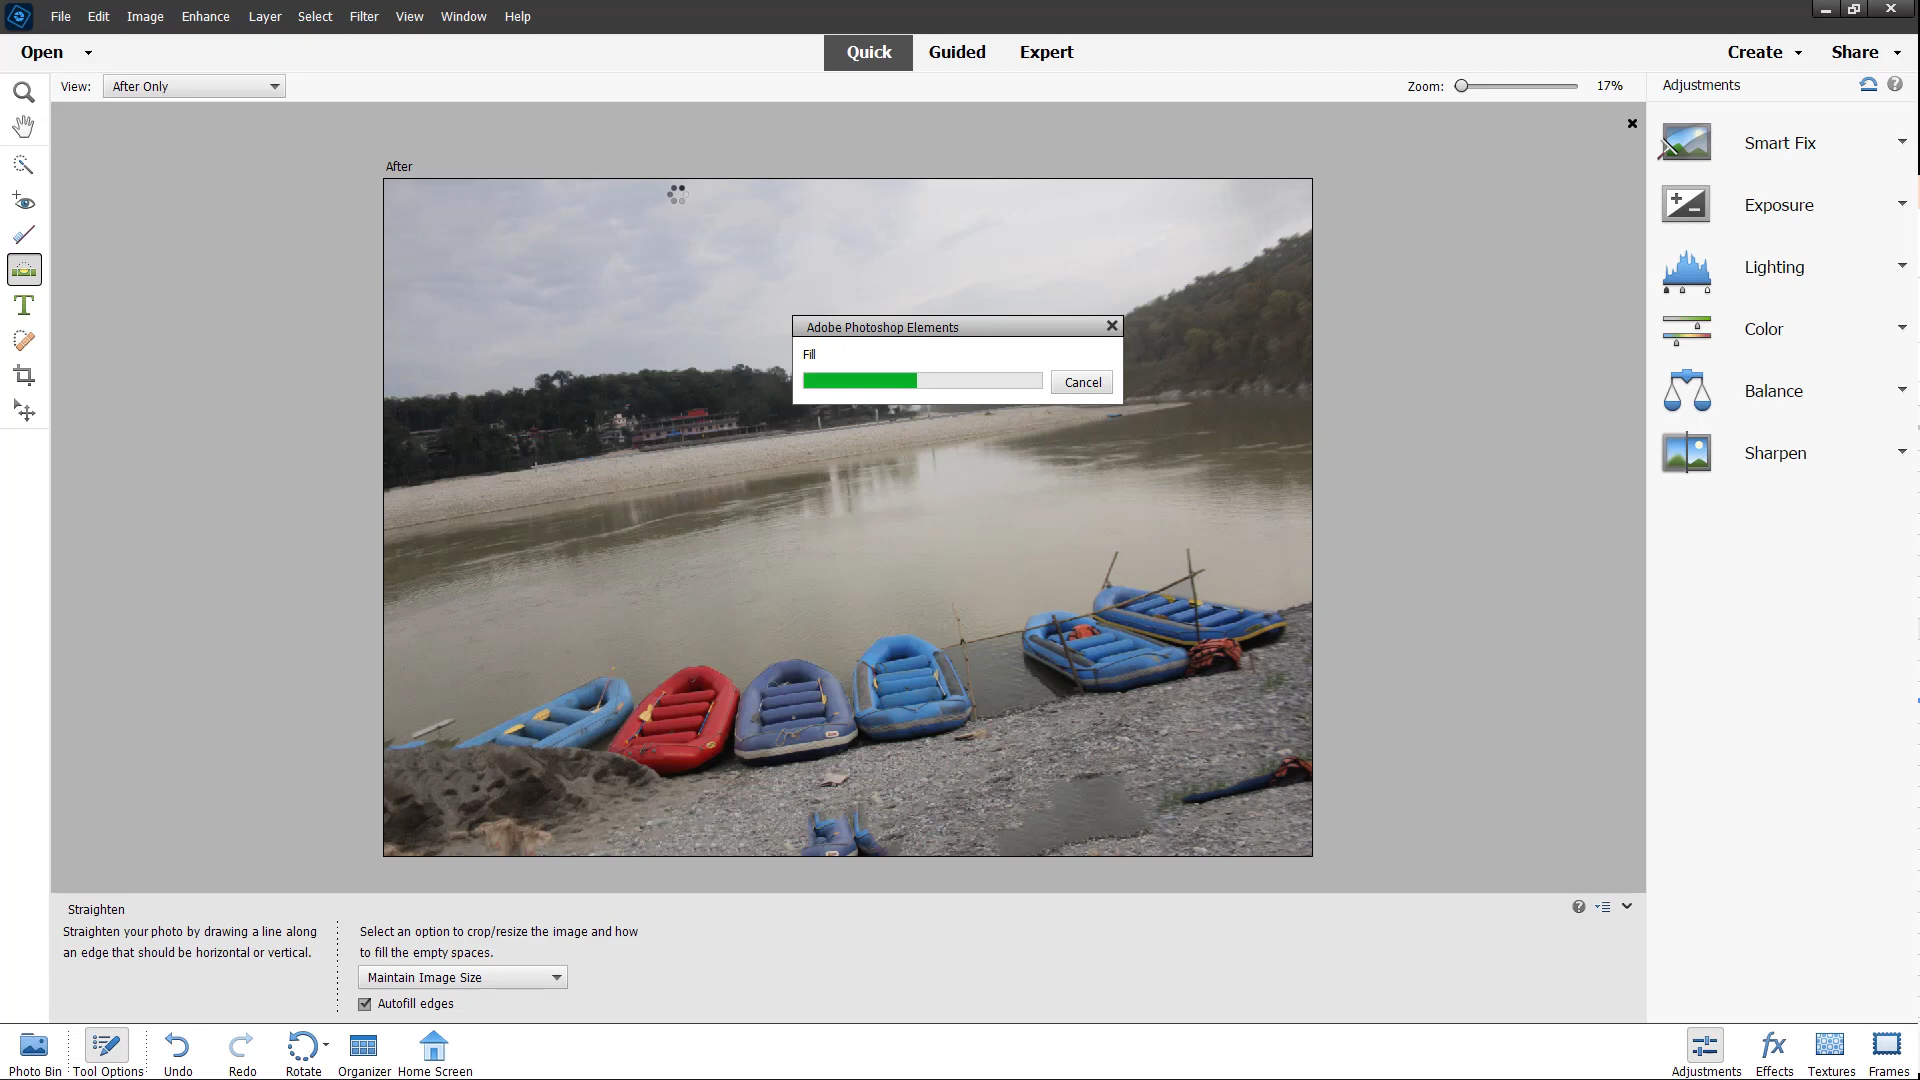 File Edit Image Enhance Layer Select Filter View Window Help
Open Quick Guided Expert Create Share
View: After Only Zoom: 17% Adjustments
After
Smart Fix
Exposure
Lighting
Color
Balance
Sharpen
Adobe Photoshop Elements
Fill
Cancel
Straighten
Straighten your photo by drawing a line along
an edge that should be horizontal or vertical.
Select an option to crop/resize the image and how
to fill the empty spaces.
Maintain Image Size
Autofill edges
Photo Bin Tool Options Undo Redo Rotate Organizer Home Screen Adjustments Effects Textures Frames